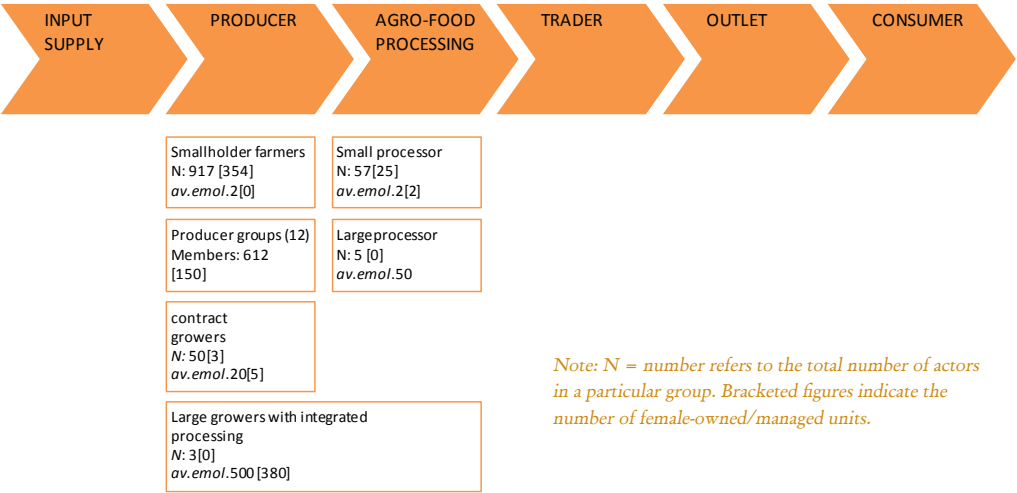 INPUT
SUPPLY
PRODUCER
AGRO-FOOD
PROCESSING
TRADER
OUTLET
CONSUMER
Smallholder farmers
N: 917 [354]
av.emol.2[0]
Small processor
N: 57[25]
av.emol.2[2]
Producer groups (12)
Members: 612
[150]
Large processor
N: 5 [0]
av.emol.50
contract
growers
N: 50[3]
av.emol.20[5]
Large growers with integrated
processing
N: 3[0]
av.emol.500 [380]
Note: N = number refers to the total number of actors
in a particular group. Bracketed figures indicate the
number of female-owned/managed units.